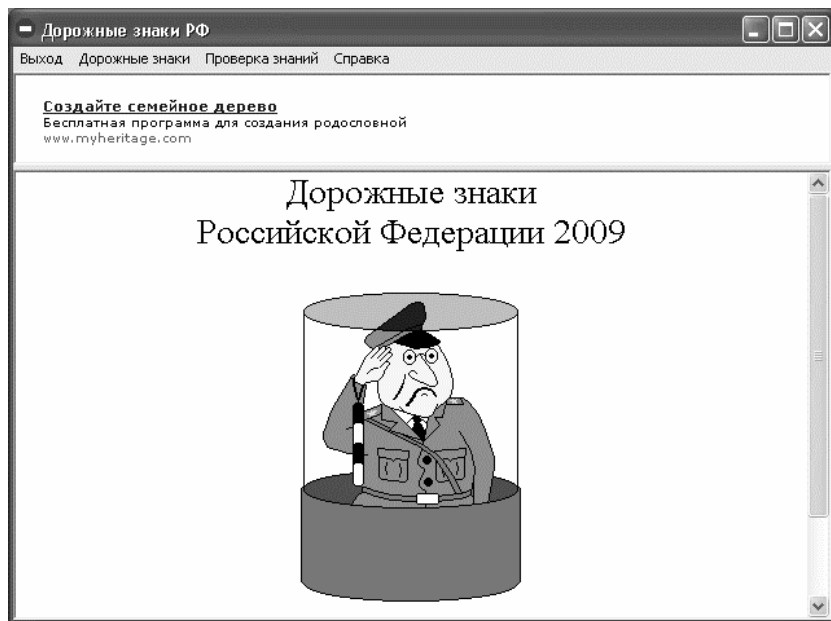 Дорожные знаки РФ
Выход Дорожные знаки Проверка знаний Справка
Создайте семейное дерево
Бесплатная программа для создания родословной
www.myheritage.com
Дорожные знаки
Российской Федерации 2009